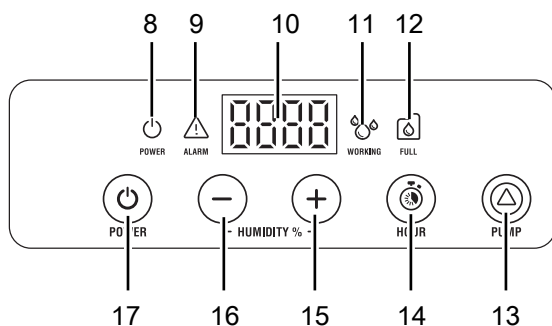 8 9 10 11 12
8888
POWER ALARM WORKING FULL
POWER - HUMIDITY % - HOUR PUMP
17 16 15 14 13